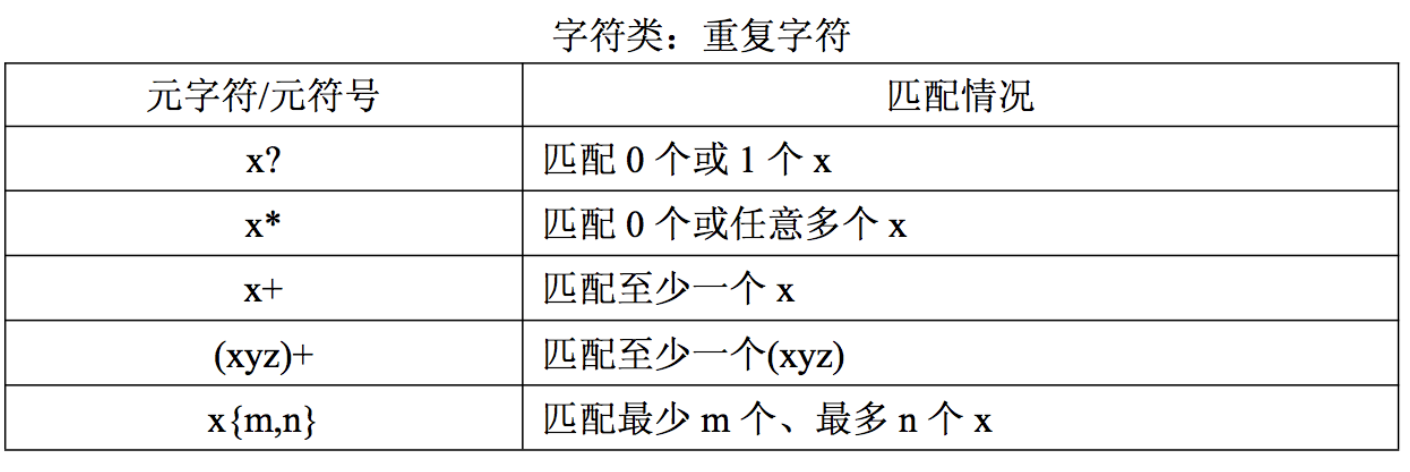 字符类：重复字符
元字符/元符号 匹配情况
x? 匹配 0 个或 1 个 x
x* 匹配 0 个或任意多个 x
x+ 匹配至少一个 x
(xyz)+ 匹配至少一个(xyz)
x{m,n} 匹配最少 m 个、最多 n 个 x